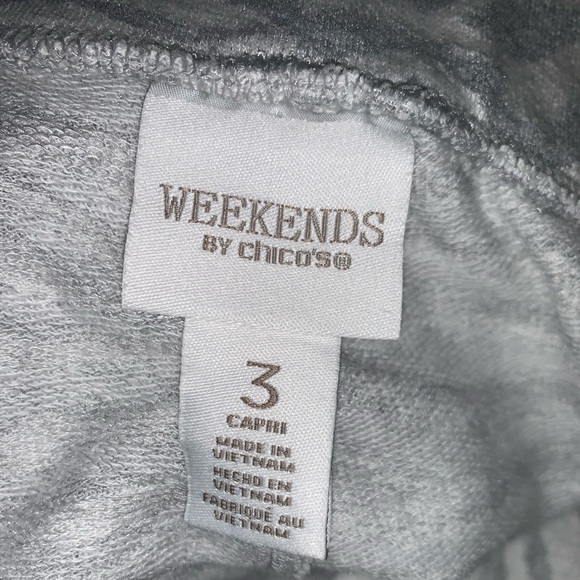 WEEKENDS
BY chico's®
3
CAPRI
MADE IN
VIETNAM
HECHO EN
VIETNAM
FABRIQUÉ AU
VIETNAM